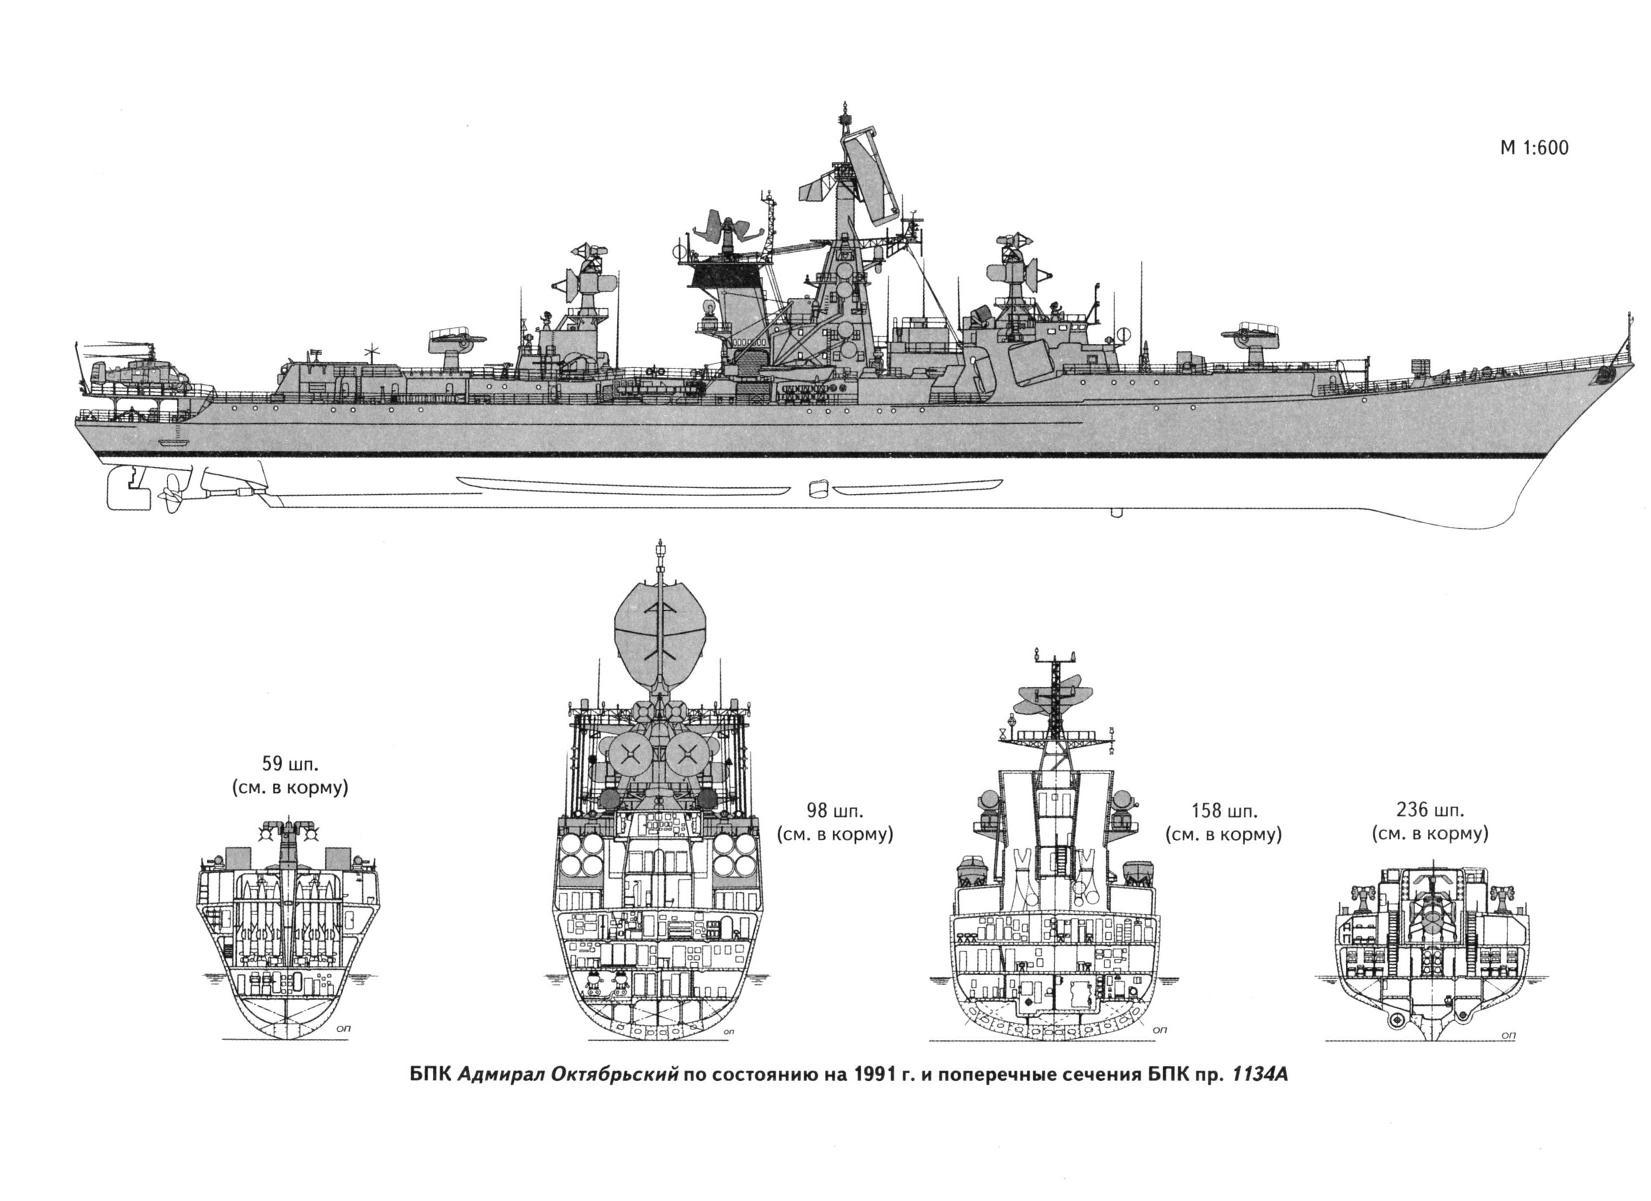 М 1:600
59 шп.
(см. в корму)
98 шп.
(см. в корму)
158 шп.
(см. в корму)
236 шп.
(см. в корму)
ОП
ОП
ОП
ОП
БПК Адмирал Октябрьский по состоянию на 1991 г. и поперечные сечения БПК пр. 1134А